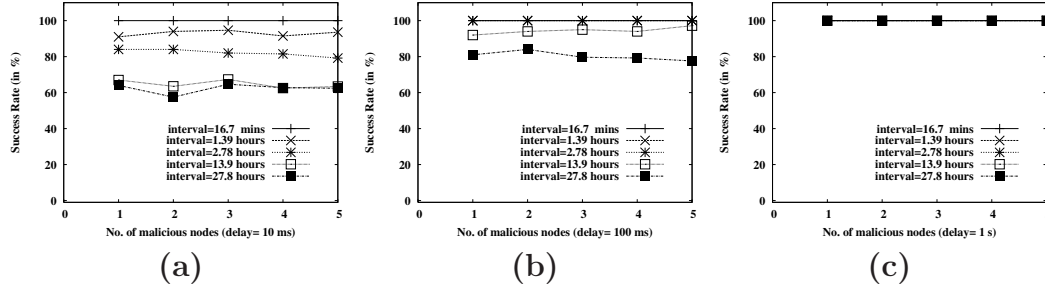 Success Rate (in %)
100
80
60
40
20
0
interval=16.7 mins
interval=1.39 hours
interval=2.78 hours
interval=13.9 hours
interval=27.8 hours
0 1 2 3 4 5
No. of malicious nodes (delay= 10 ms)
(a)
Success Rate (in %)
100
80
60
40
20
0
interval=16.7 mins
interval=1.39 hours
interval=2.78 hours
interval=13.9 hours
interval=27.8 hours
0 1 2 3 4 5
No. of malicious nodes (delay= 100 ms)
(b)
Success Rate (in %)
100
80
60
40
20
0
interval=16.7 mins
interval=1.39 hours
interval=2.78 hours
interval=13.9 hours
interval=27.8 hours
0 1 2 3 4
No. of malicious nodes (delay= 1 s)
(c)